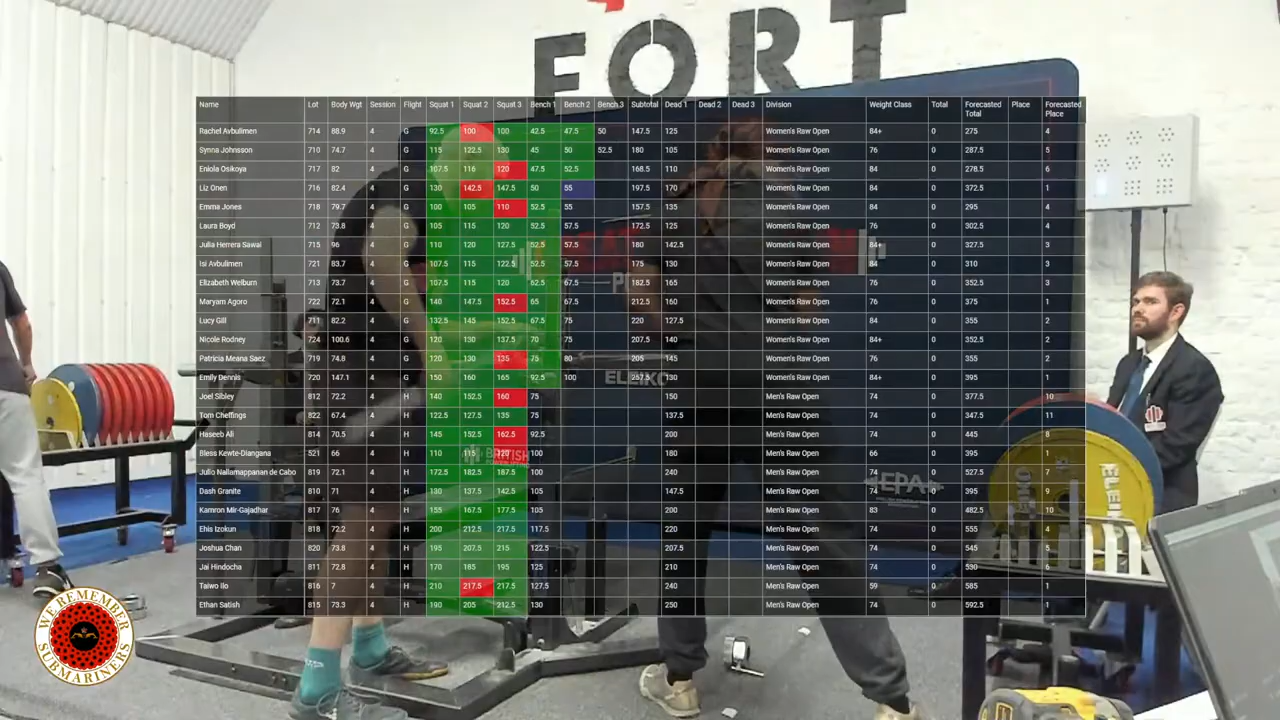 FORT
Name Lot Body Wgt Session Flight Squat 1 Squat 2 Squat 3 Bench 1 Bench 2 Bench 3 Subtotal Dead 1 Dead 2 Dead 3 Division Weight Class Total Forecasted Total Place Forecasted Place
Rachel Avbulimen 714 88.9 4 G 92.5 100 100 42.5 47.5 50 147.5 125 Women's Raw Open 84+ 0 275 4
Synna Johnsson 710 74.7 4 G 115 122.5 130 45 50 52.5 180 105 Women's Raw Open 76 0 287.5 5
Eniola Osikoya 717 82 4 G 107.5 116 120 47.5 52.5 168.5 110 Women's Raw Open 84 0 278.5 6
Liz Onen 716 82.4 4 G 130 142.5 147.5 50 55 197.5 170 Women's Raw Open 84 0 372.5 1
Emma Jones 718 79.7 4 G 100 105 110 52.5 55 157.5 135 Women's Raw Open 84 0 295 4
Laura Boyd 712 73.8 4 G 105 115 120 52.5 57.5 172.5 125 Women's Raw Open 76 0 302.5 4
Julia Herrera Sawal 715 96 4 G 110 120 127.5 52.5 57.5 180 142.5 Women's Raw Open 84+ 0 327.5 3
Isi Avbulimen 721 83.7 4 G 107.5 115 122.5 52.5 57.5 175 130 Women's Raw Open 84 0 310 3
Elizabeth Welburn 713 73.7 4 G 107.5 115 120 62.5 67.5 182.5 165 Women's Raw Open 76 0 352.5 3
Maryam Agoro 722 72.1 4 G 140 147.5 152.5 65 67.5 212.5 160 Women's Raw Open 76 0 375 1
Lucy Gill 711 82.2 4 G 132.5 145 152.5 67.5 75 220 127.5 Women's Raw Open 84 0 355 2
Nicole Rodney 724 100.6 4 G 120 130 137.5 70 75 207.5 140 Women's Raw Open 84+ 0 352.5 2
Patricia Meana Saez 719 74.8 4 G 120 130 135 75 80 205 145 Women's Raw Open 76 0 355 2
Emily Dennis 720 147.1 4 G 150 160 165 92.5 100 257.5 130 Women's Raw Open 84+ 0 395 1
Joel Sibley 812 72.2 4 H 140 152.5 160 75 150 Men's Raw Open 74 0 377.5 10
Tom Cheffings 822 67.4 4 H 122.5 127.5 135 75 137.5 Men's Raw Open 74 0 347.5 11
Haseeb Ali 814 70.5 4 H 145 152.5 162.5 92.5 200 Men's Raw Open 74 0 445 8
Bless Kewte-Diangana 521 66 4 H 110 115 120 100 180 Men's Raw Open 66 0 395 1
Julio Nallamappanan de Cabo 819 72.1 4 H 172.5 182.5 187.5 100 240 Men's Raw Open 74 0 527.5 7
Dash Granite 810 71 4 H 130 137.5 142.5 105 147.5 Men's Raw Open 74 0 395 9
Kamron Mir-Gajadhar 817 76 4 H 155 167.5 177.5 105 200 Men's Raw Open 83 0 482.5 10
Ehis Izokun 818 72.2 4 H 200 212.5 217.5 117.5 220 Men's Raw Open 74 0 555 4
Joshua Chan 820 73.8 4 H 195 207.5 215 122.5 207.5 Men's Raw Open 74 0 545 5
Jai Hindocha 811 72.8 4 H 170 185 195 125 210 Men's Raw Open 74 0 530 6
Taiwo Ilo 816 7 4 H 210 217.5 217.5 127.5 240 Men's Raw Open 59 0 585 1
Ethan Satish 815 73.3 4 H 190 205 212.5 130 250 Men's Raw Open 74 0 592.5 1
ELEIKO
BRITISH
EPA
WE REMEMBER
SUBMARINERS